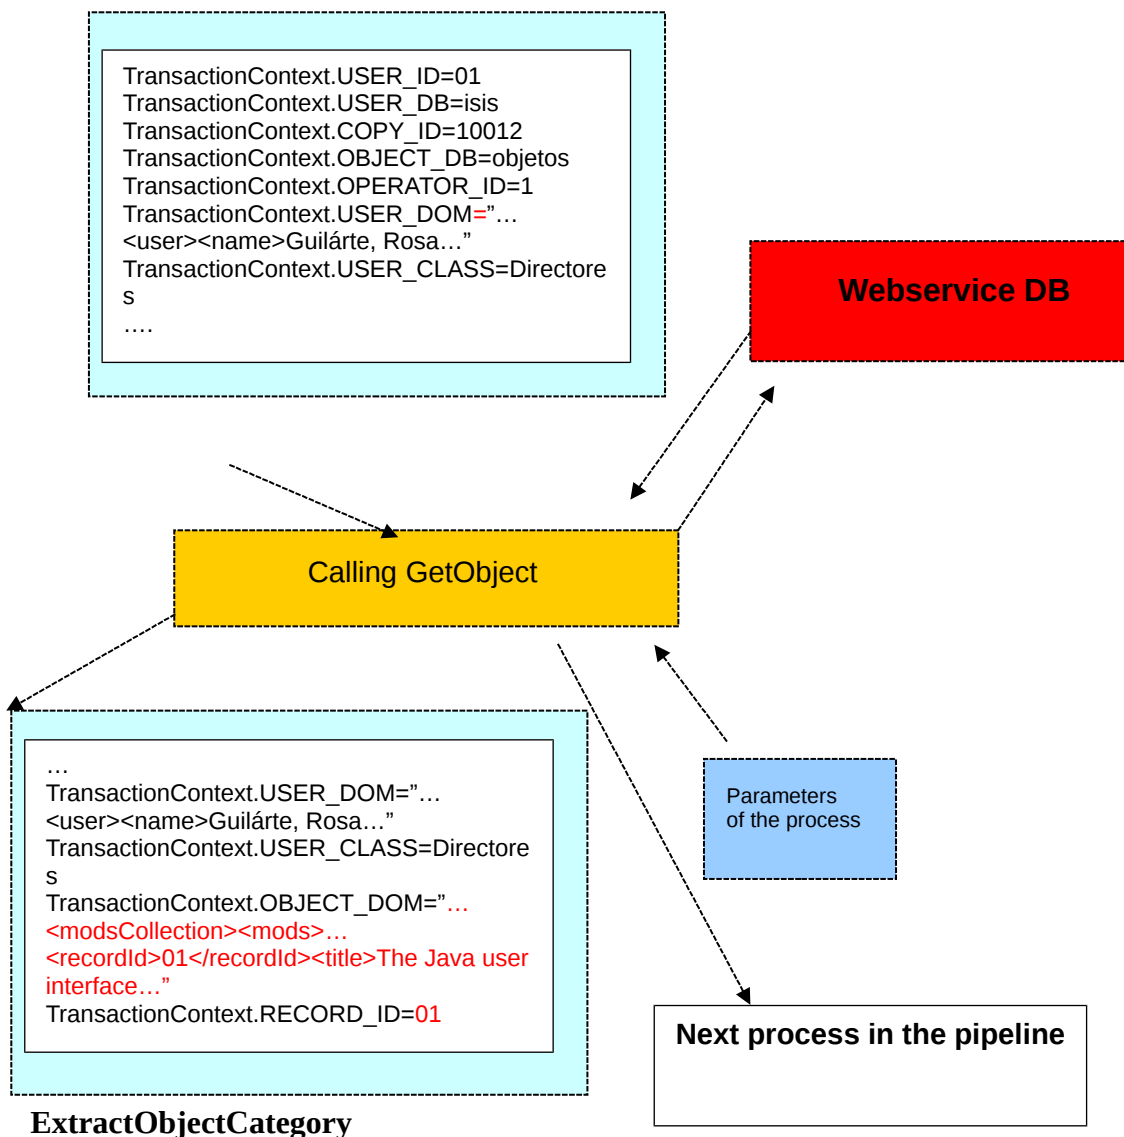 TransactionContext.USER_ID=01
TransactionContext.USER_DB=isis
TransactionContext.COPY_ID=10012
TransactionContext.OBJECT_DB=objetos
TransactionContext.OPERATOR_ID=1
TransactionContext.USER_DOM=”…
<user><name>Guilárte, Rosa…”
TransactionContext.USER_CLASS=Directore
s
….
Webservice DB
Calling GetObject
…
TransactionContext.USER_DOM=”…
<user><name>Guilárte, Rosa…”
TransactionContext.USER_CLASS=Directore
s
TransactionContext.OBJECT_DOM=”…
<modsCollection><mods>…
<recordId>01</recordId><title>The Java user
interface…”
TransactionContext.RECORD_ID=01
Parameters
of the process
Next process in the pipeline
ExtractObjectCategory